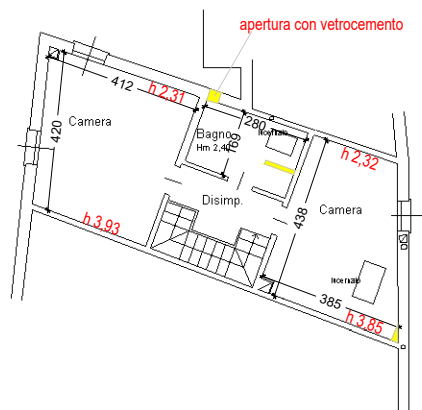 apertura con vetrocemento
412
h 2,31
Camera
420
Bagno
Hm 2,40
280
169
h 2,32
Disimp.
438
Camera
h 3,93
385
h 3,85